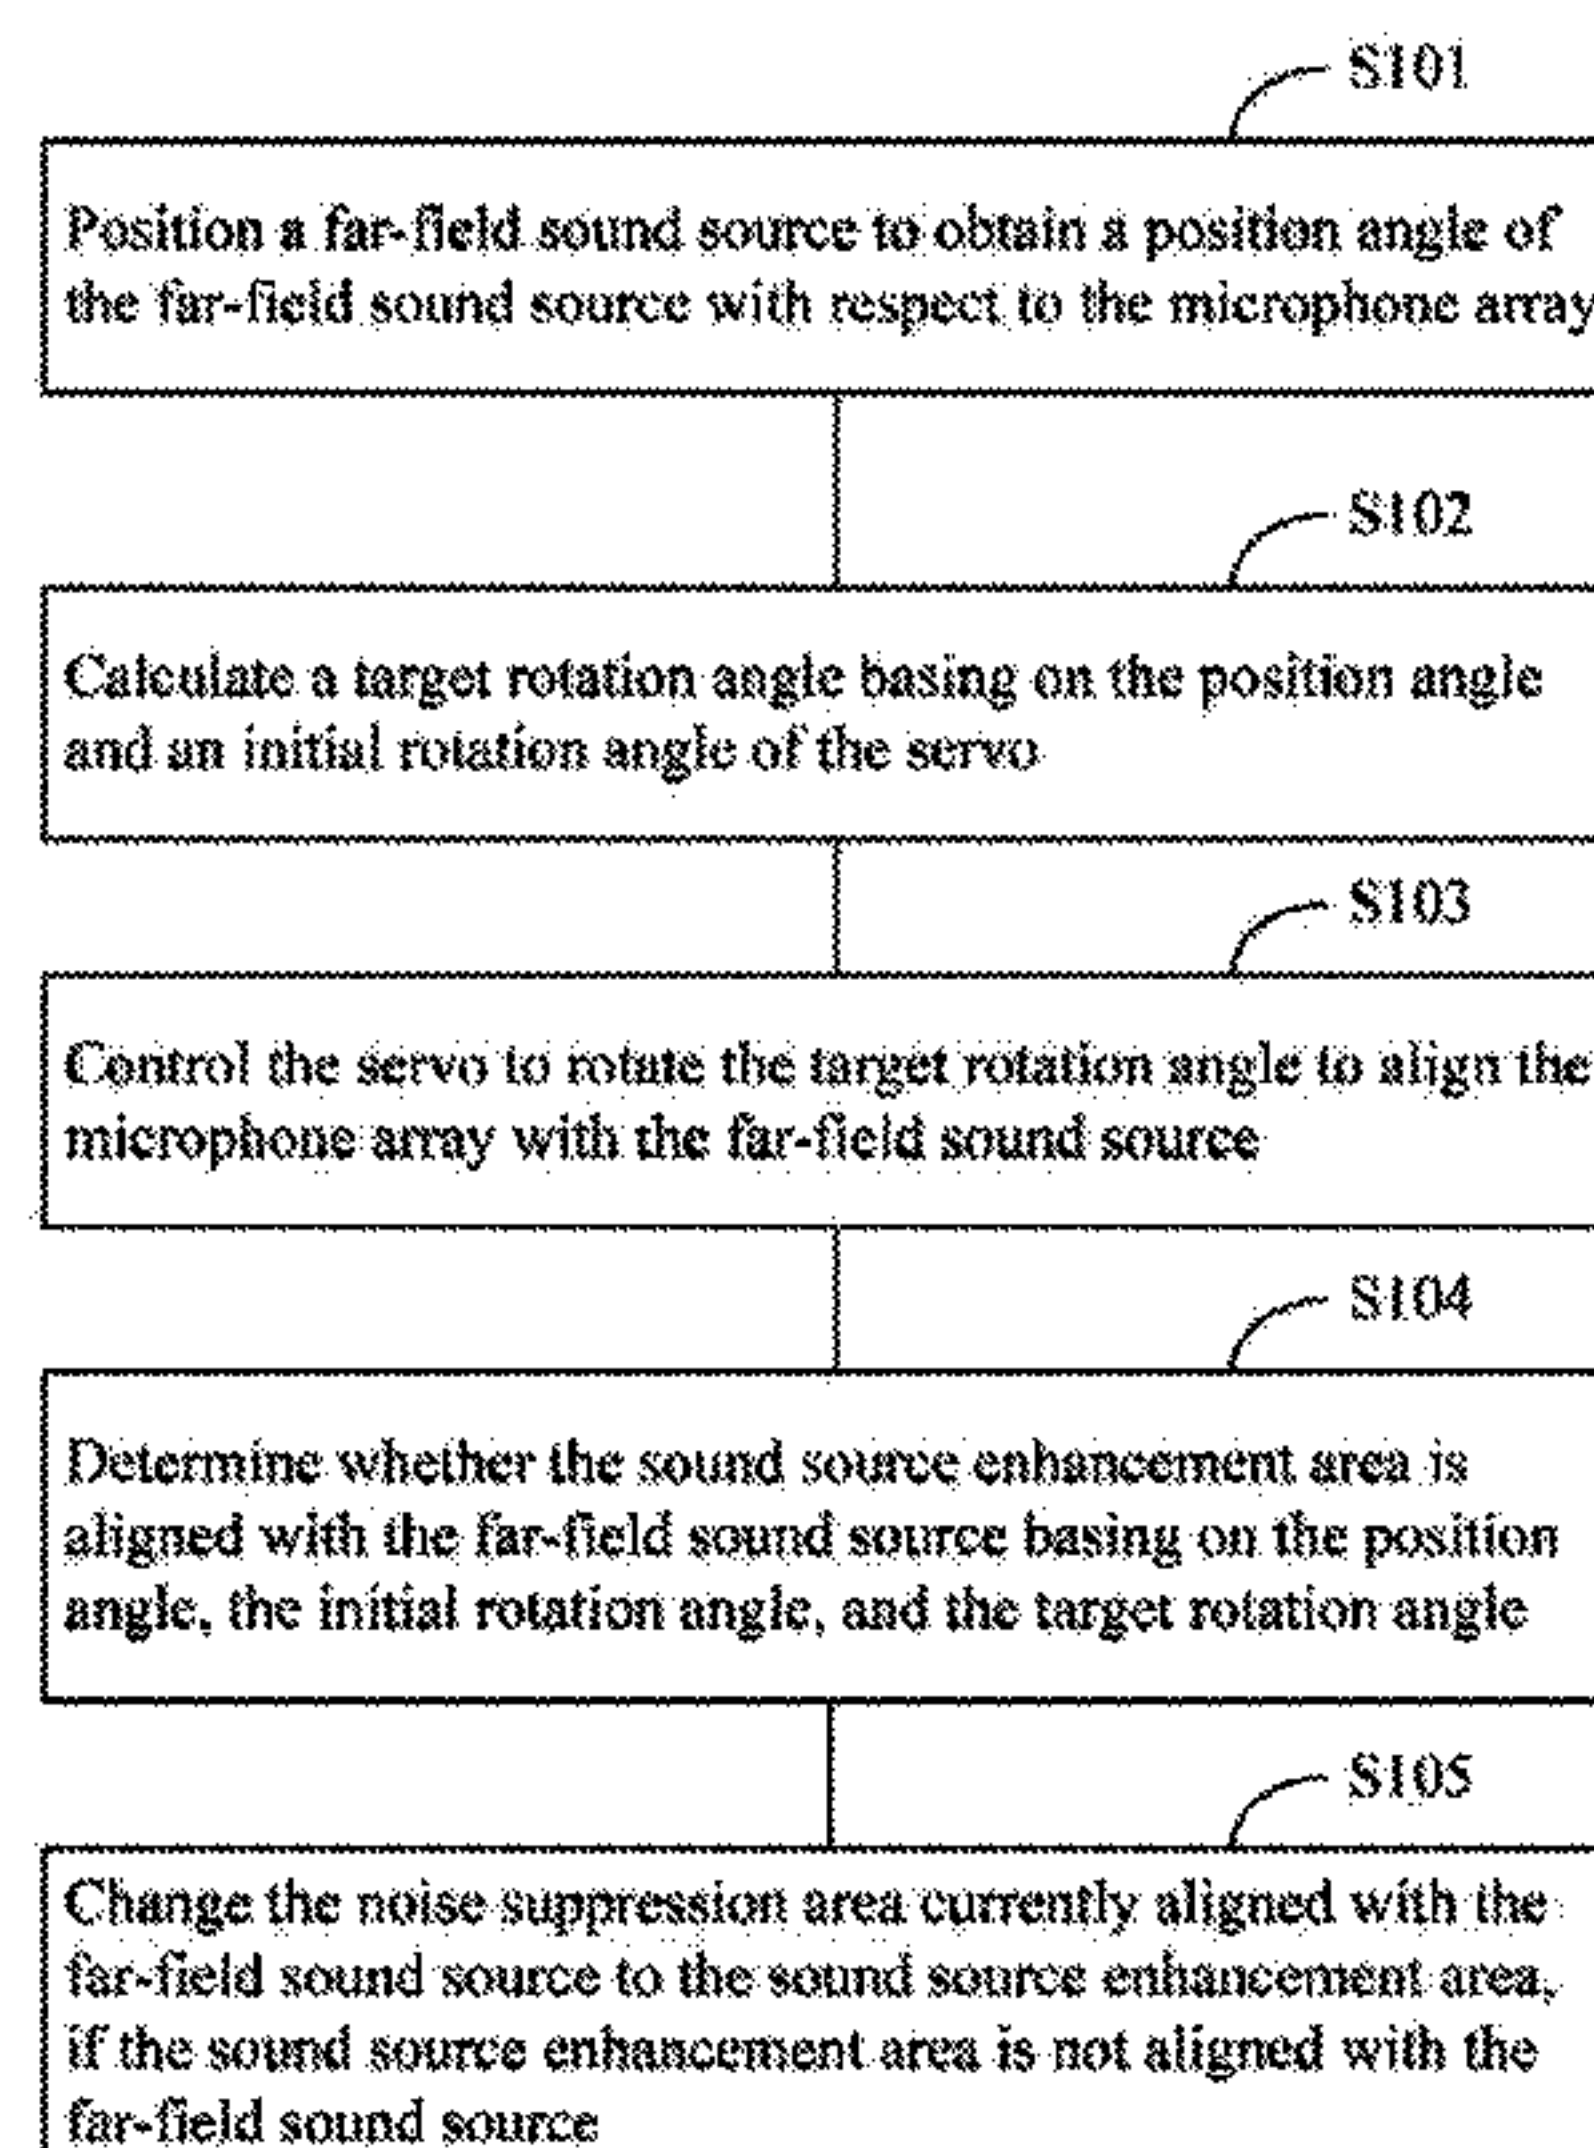 S101
Position a far-field sound source to obtain a position angle of
the far-field sound source with respect to the microphone array
S102
Calculate a target rotation angle basing on the position angle
and an initial rotation angle of the servo
S103
Control the servo to rotate the target rotation angle to align the
microphone array with the far-field sound source
S104
Determine whether the sound source enhancement area is
aligned with the far-field sound source basing on the position
angle, the initial rotation angle, and the target rotation angle
S105
Change the noise suppression area currently aligned with the
far-field sound source to the sound source enhancement area,
if the sound source enhancement area is not aligned with the
far-field sound source